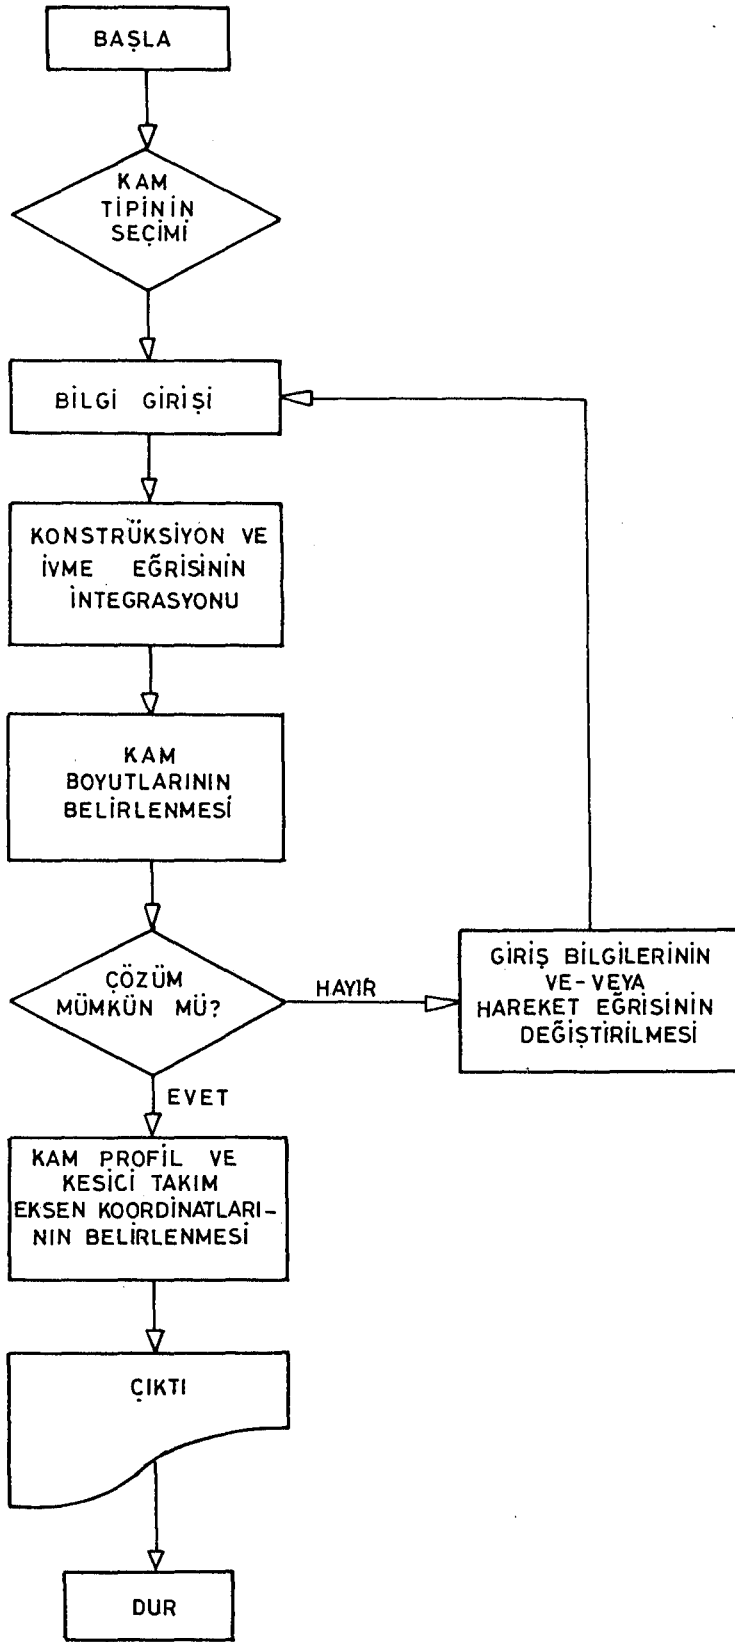 BAŞLA
KAM
TİPİNİN
SEÇİMİ
BİLGİ GİRİŞİ
KONSTRÜKSİYON VE
İVME EĞRİSİNİN
İNTEGRASYONU
KAM
BOYUTLARININ
BELİRLENMESİ
ÇÖZÜM
MÜMKÜN MÜ?
HAYIR
GİRİŞ BİLGİLERİNİN
VE-VEYA
HAREKET EĞRİSİNİN
DEĞİŞTİRİLMESİ
EVET
KAM PROFİL VE
KESİCİ TAKIM
EKSEN KOORDİNATLARI-
NIN BELİRLENMESİ
ÇIKTI
DUR